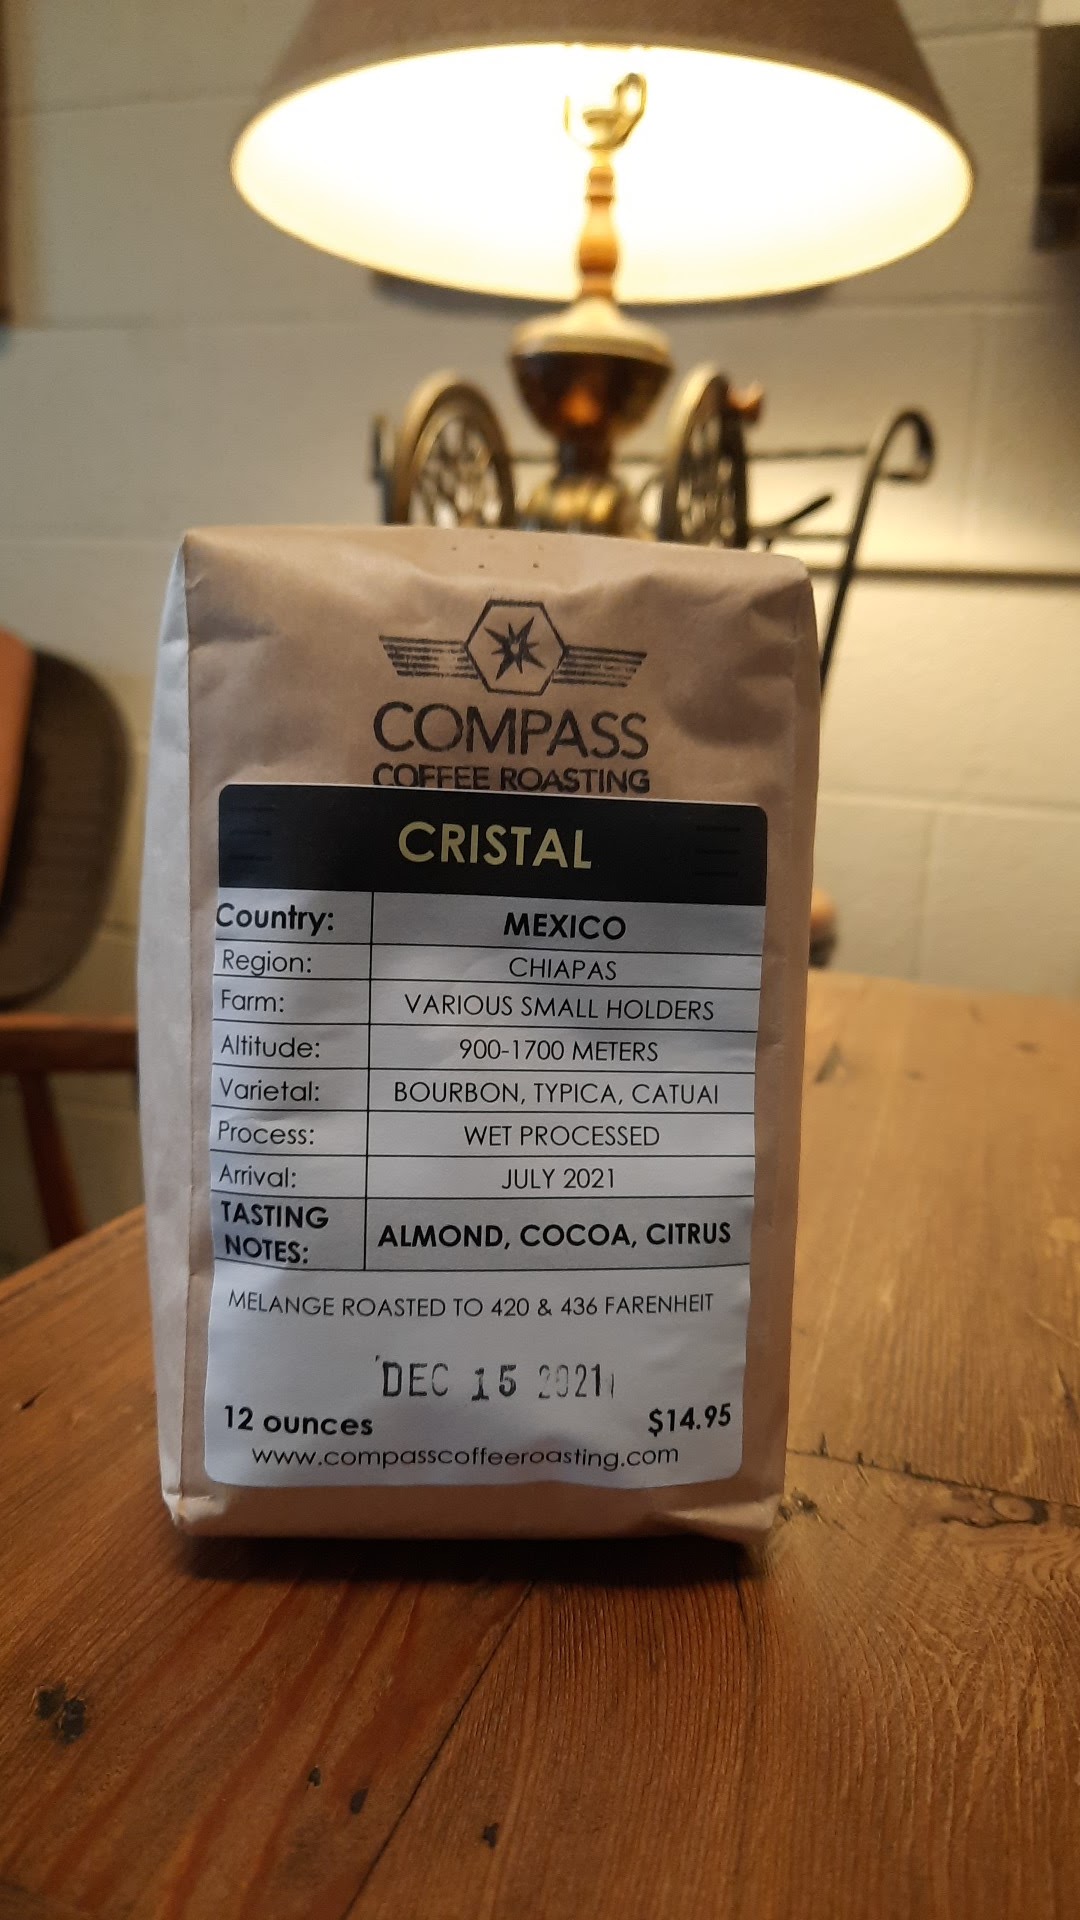 COMPASS
COFFEE ROASTING
CRISTAL
Country: MEXICO
Region: CHIAPAS
Farm: VARIOUS SMALL HOLDERS
Altitude: 900-1700 METERS
Varietal: BOURBON, TYPICA, CATUAI
Process: WET PROCESSED
Arrival: JULY 2021
TASTING
NOTES: ALMOND, COCOA, CITRUS
MELANGE ROASTED TO 420 & 436 FARENHEIT
DEC 15 2021
12 ounces $14.95
www.compasscoffeeroasting.com